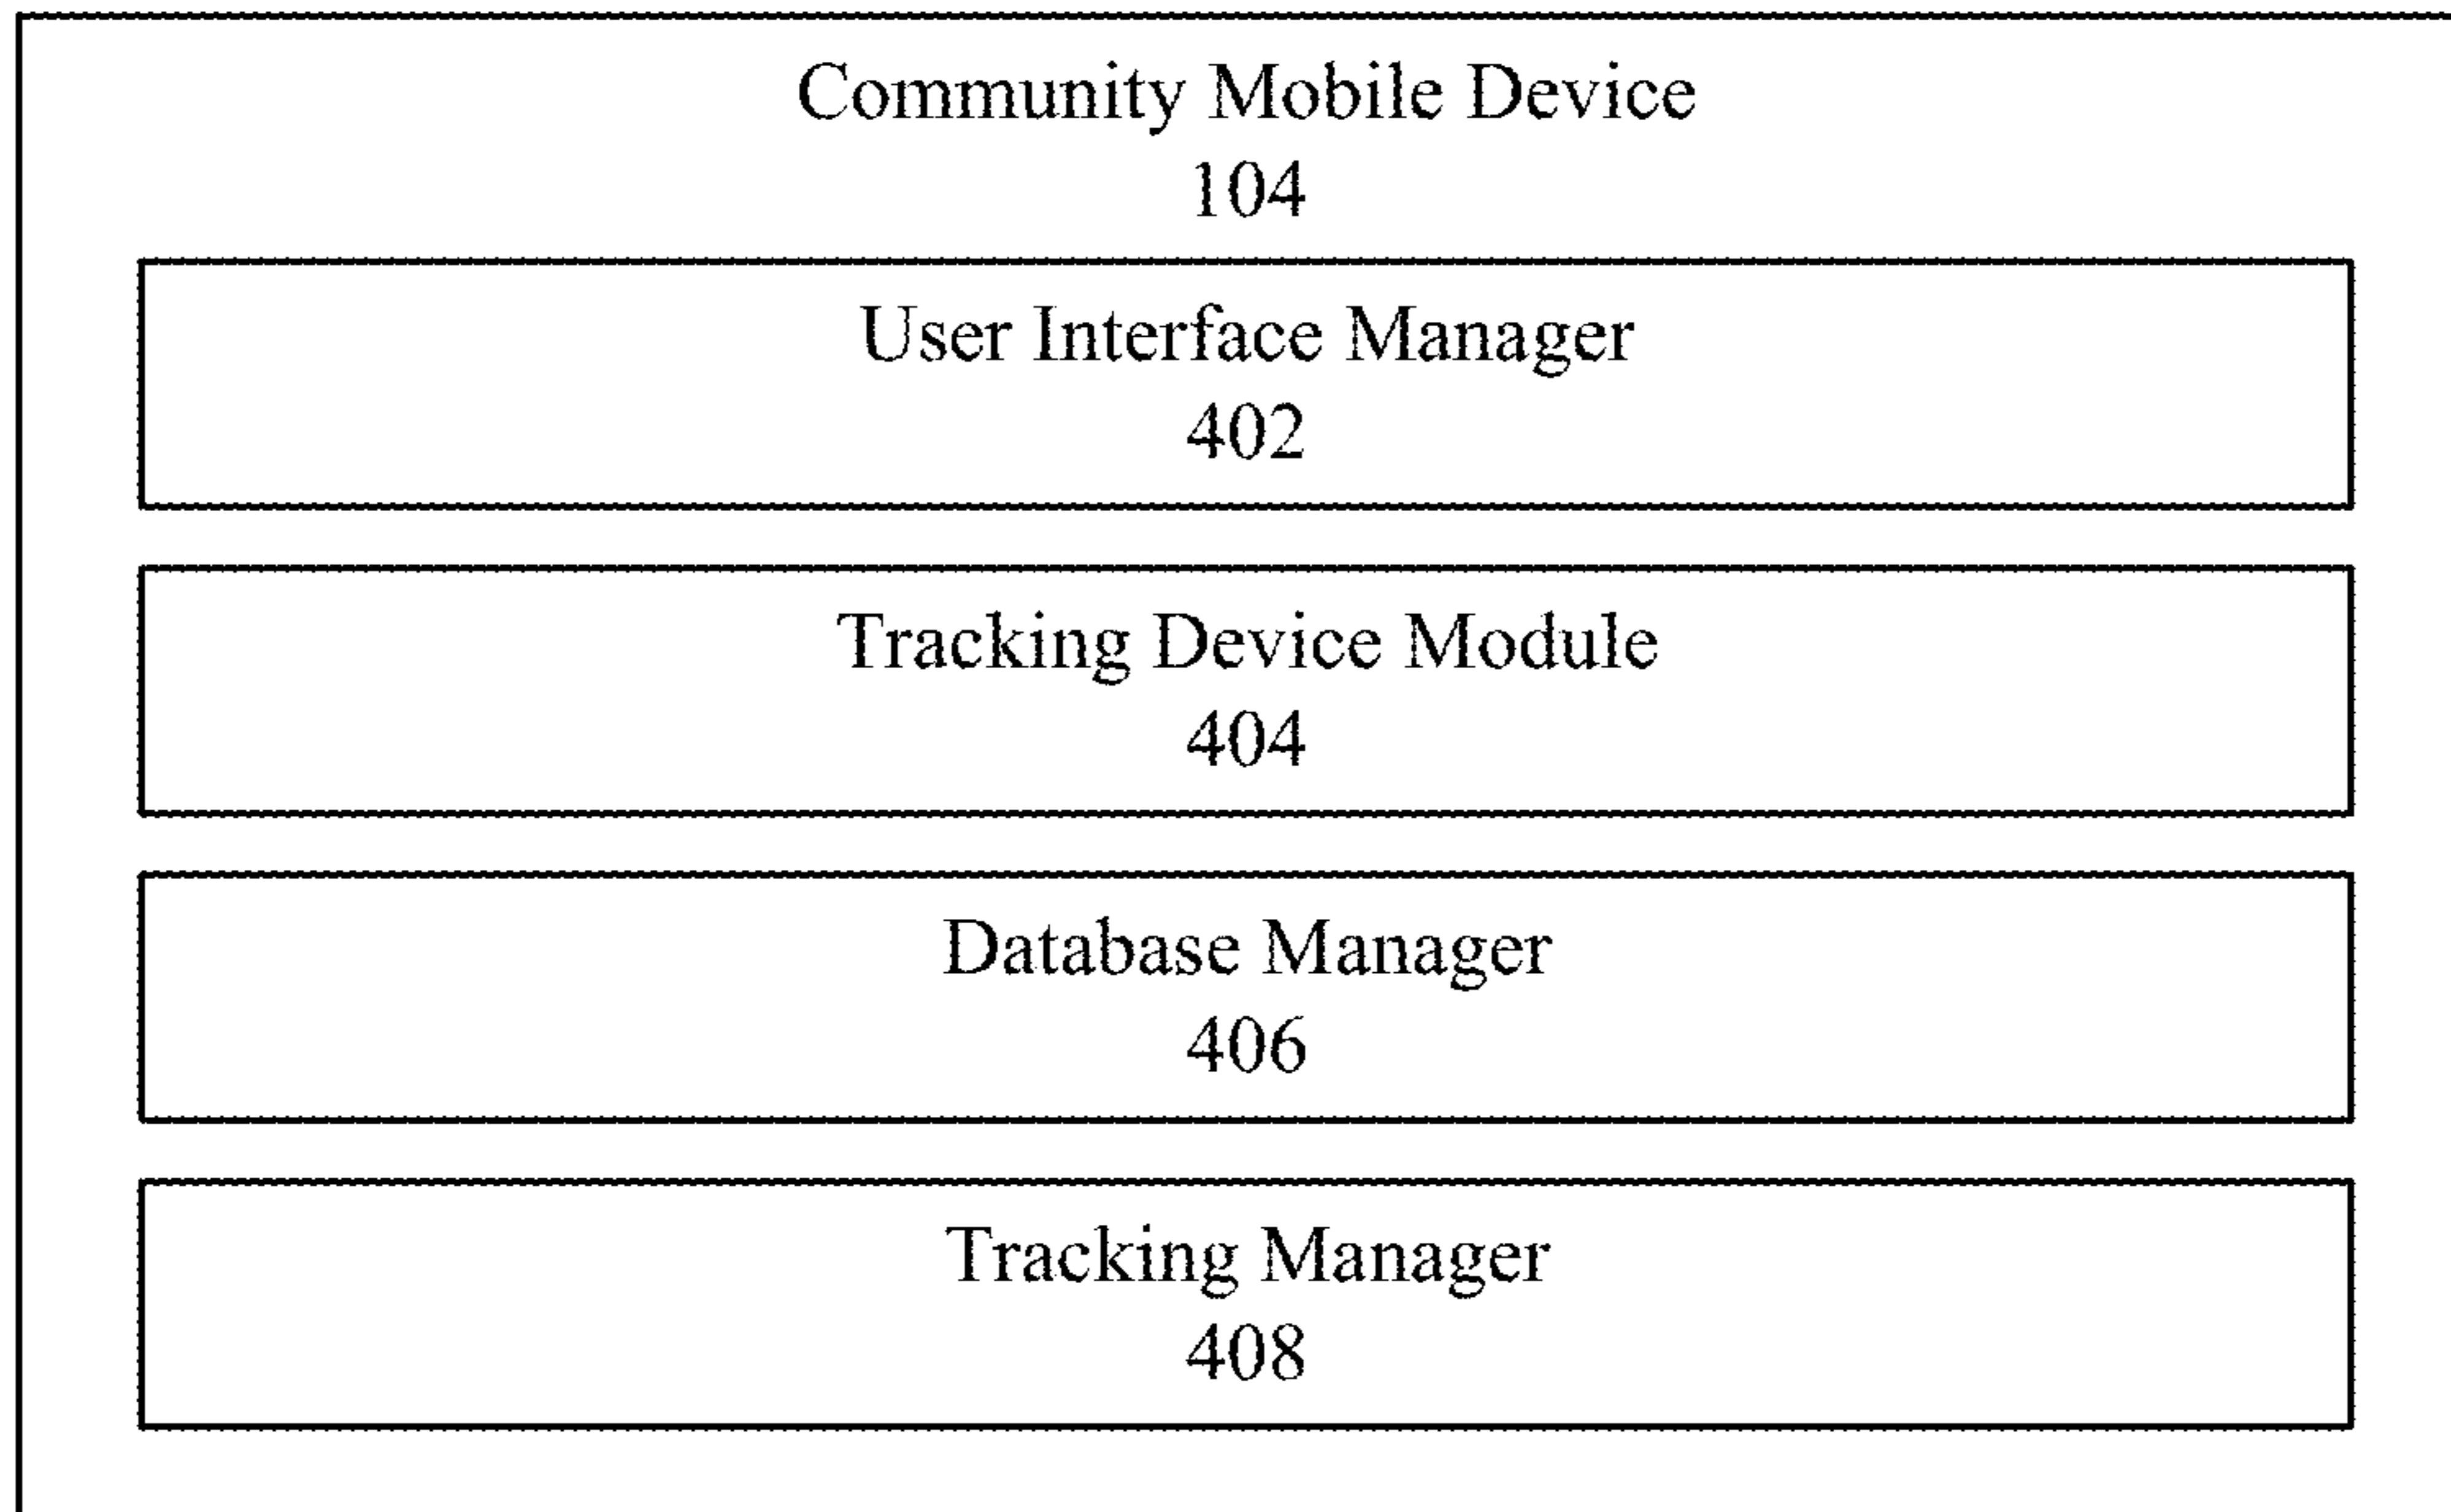 Community Mobile Device
104
User Interface Manager
402
Tracking Device Module
404
Database Manager
406
Tracking Manager
408